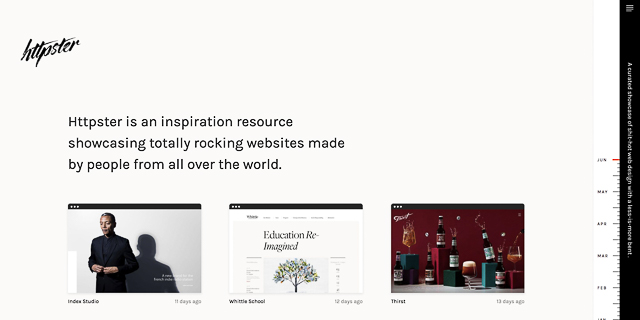 httpster
Httpster is an inspiration resource
showcasing totally rocking websites made
by people from all over the world.
Education Re-
Imagined
Thirst
Index Studio
11 days ago
Whittle School
12 days ago
Thirst
13 days ago
JUN
MAY
APR
MAR
FEB
JAN
A curated showcase of shit-hot web design with a less-is-more bent.